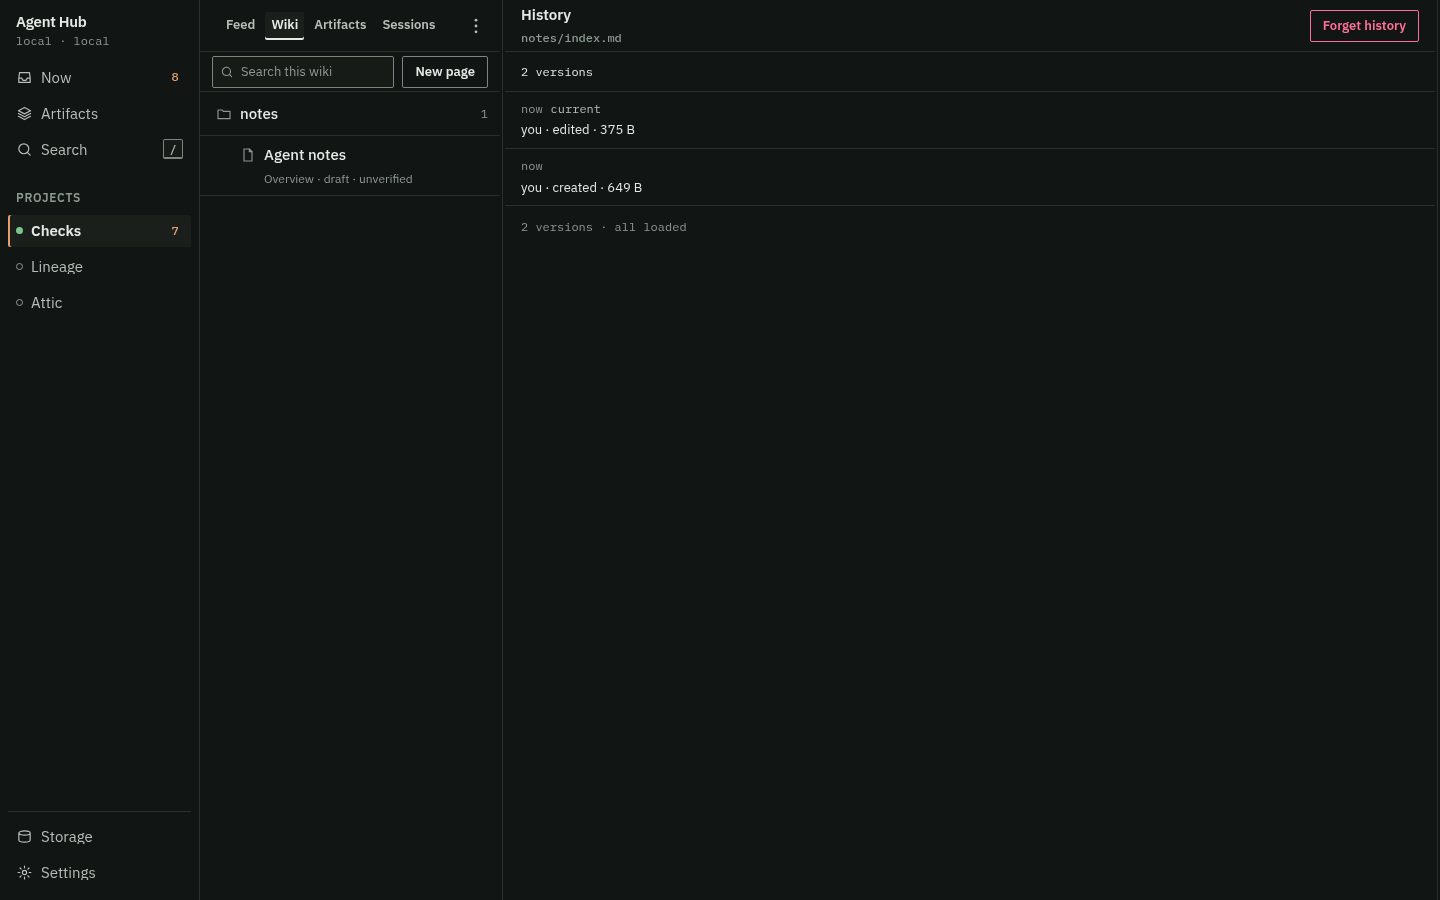 Agent Hub
local · local
Now 8
Artifacts
Search /
PROJECTS
Checks 7
Lineage
Attic
Storage
Settings
Feed Wiki Artifacts Sessions
Search this wiki New page
notes 1
Agent notes
Overview · draft · unverified
History
notes/index.md
Forget history
2 versions
now current
you · edited · 375 B
now
you · created · 649 B
2 versions · all loaded